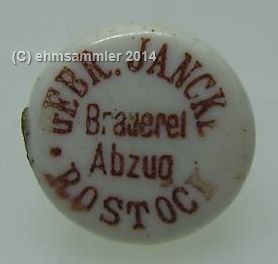 (C) ehmsammler 2014
GEBR. JANCKE
Brauerei
Abzug
• ROSTOCK